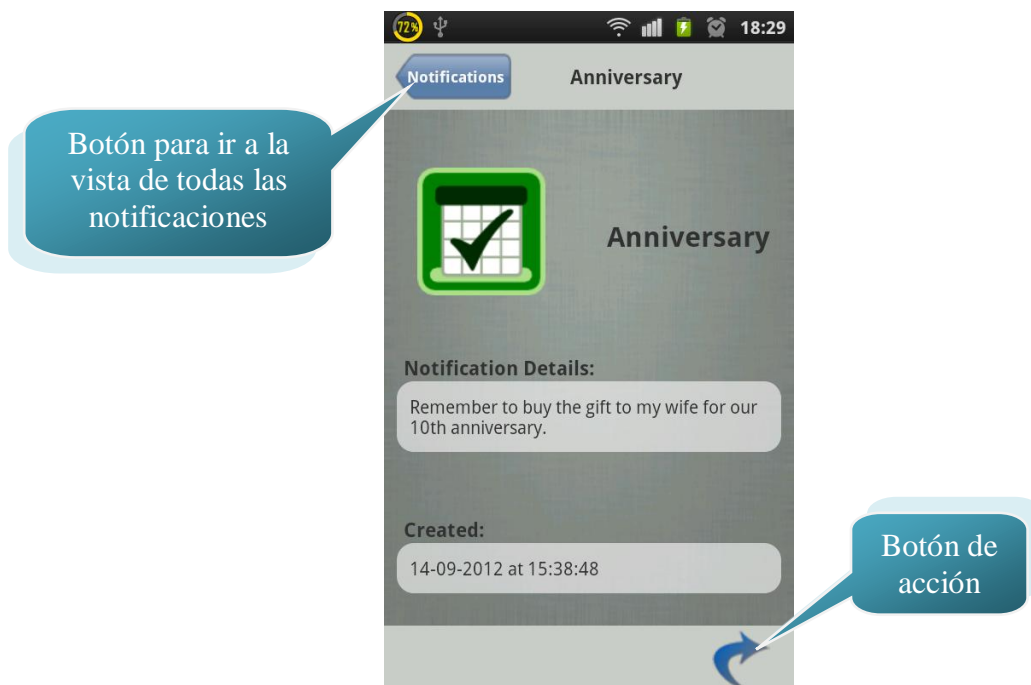 72%
18:29
Notifications
Anniversary
Botón para ir a la
vista de todas las
notificaciones
Anniversary
Notification Details:
Remember to buy the gift to my wife for our
10th anniversary.
Created:
14-09-2012 at 15:38:48
Botón de
acción